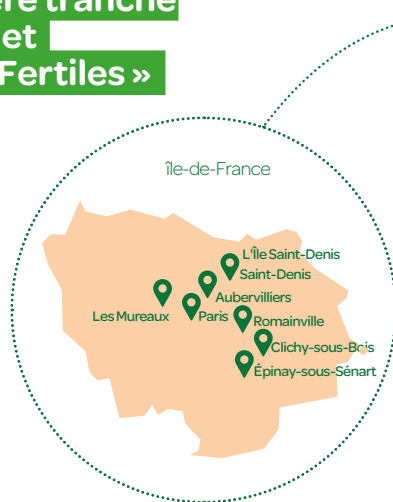 ère tranche
et
Fertiles »
île-de-France
L'Île Saint-Denis
Saint-Denis
Aubervilliers
Les Mureaux
Paris
Romainville
Clichy-sous-Bois
Épinay-sous-Sénart